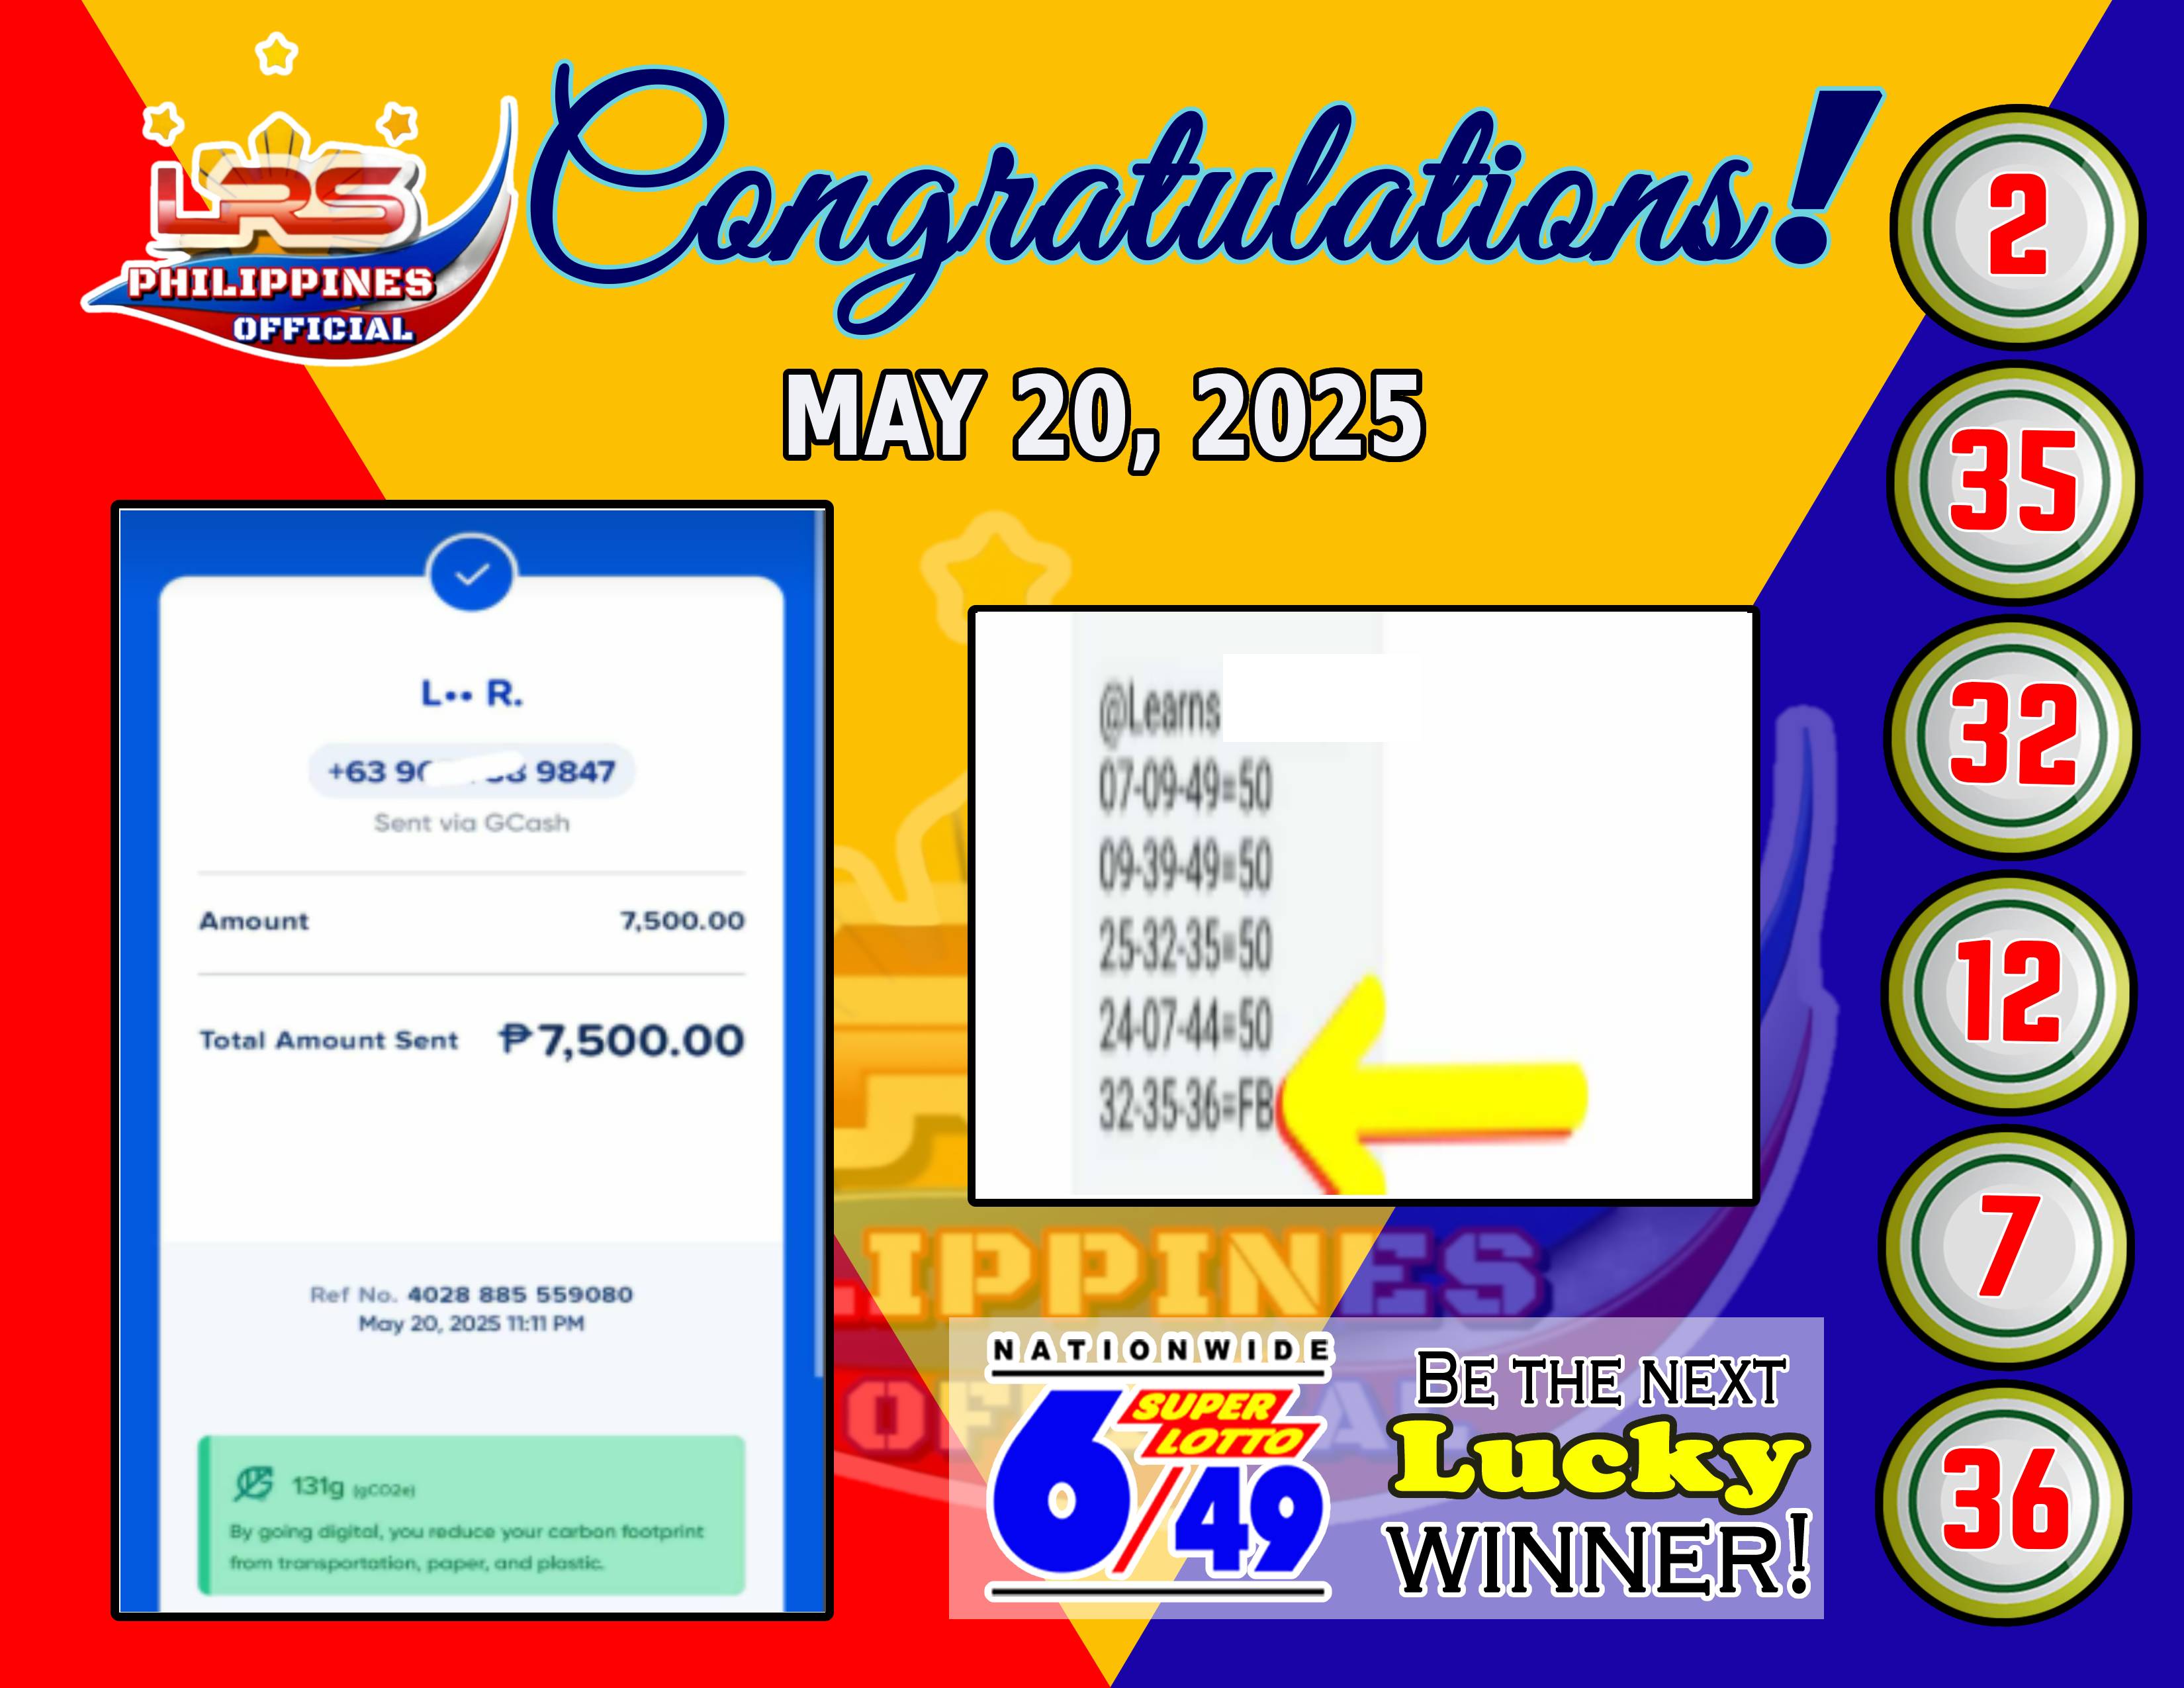 LRS
PHILIPPINES
OFFICIAL
Congratulations!
MAY 20, 2025
L•• R.
9847
Sent via GCash
Amount 7,500.00
Total Amount Sent ₱7,500.00
Ref No. 4028 885 559080
May 20, 2025 11:11 PM
131g (gCO2e)
By going digital, you reduce your carbon footprint
from transportation, paper, and plastic.
@Learns
07-09-49=50
09-39-49=50
25-32-35=50
24-07-44=50
32-35-36=FB
NATIONWIDE
6/49
SUPER
LOTTO
BE THE NEXT
Lucky
WINNER!
2
35
32
12
7
36